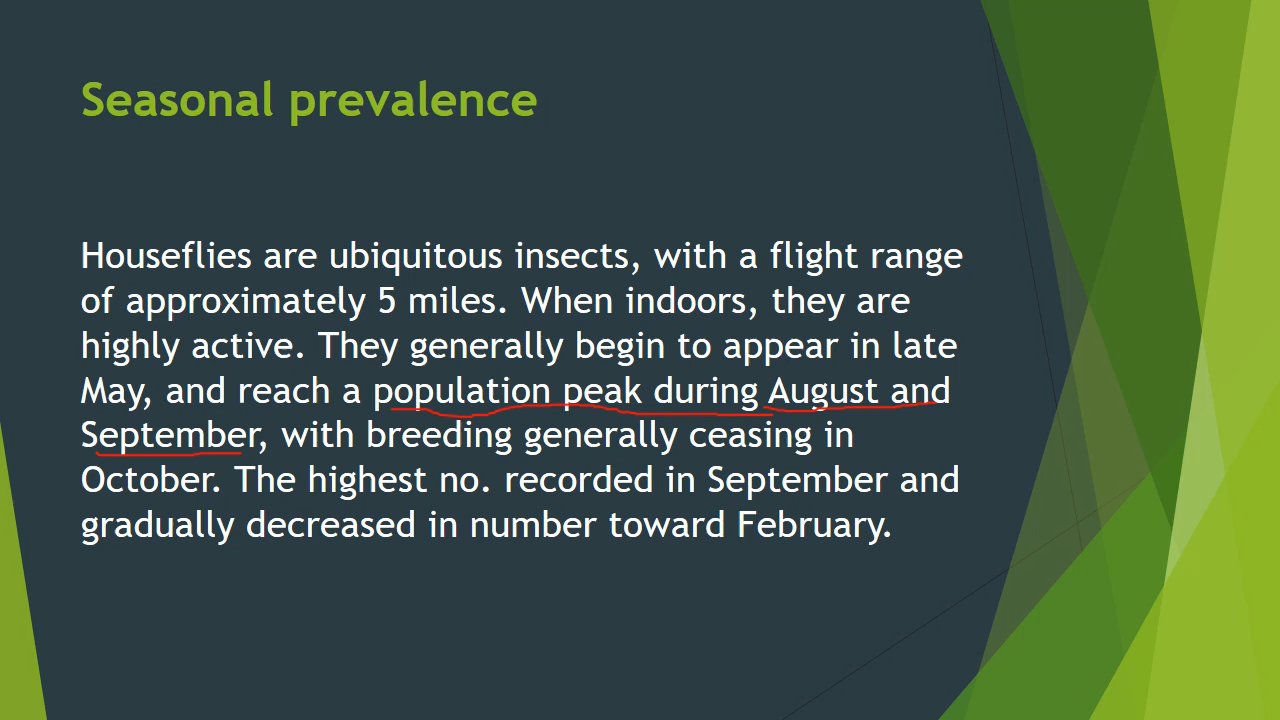 Seasonal prevalence
Houseflies are ubiquitous insects, with a flight range
of approximately 5 miles. When indoors, they are
highly active. They generally begin to appear in late
May, and reach a population peak during August and
September, with breeding generally ceasing in
October. The highest no. recorded in September and
gradually decreased in number toward February.